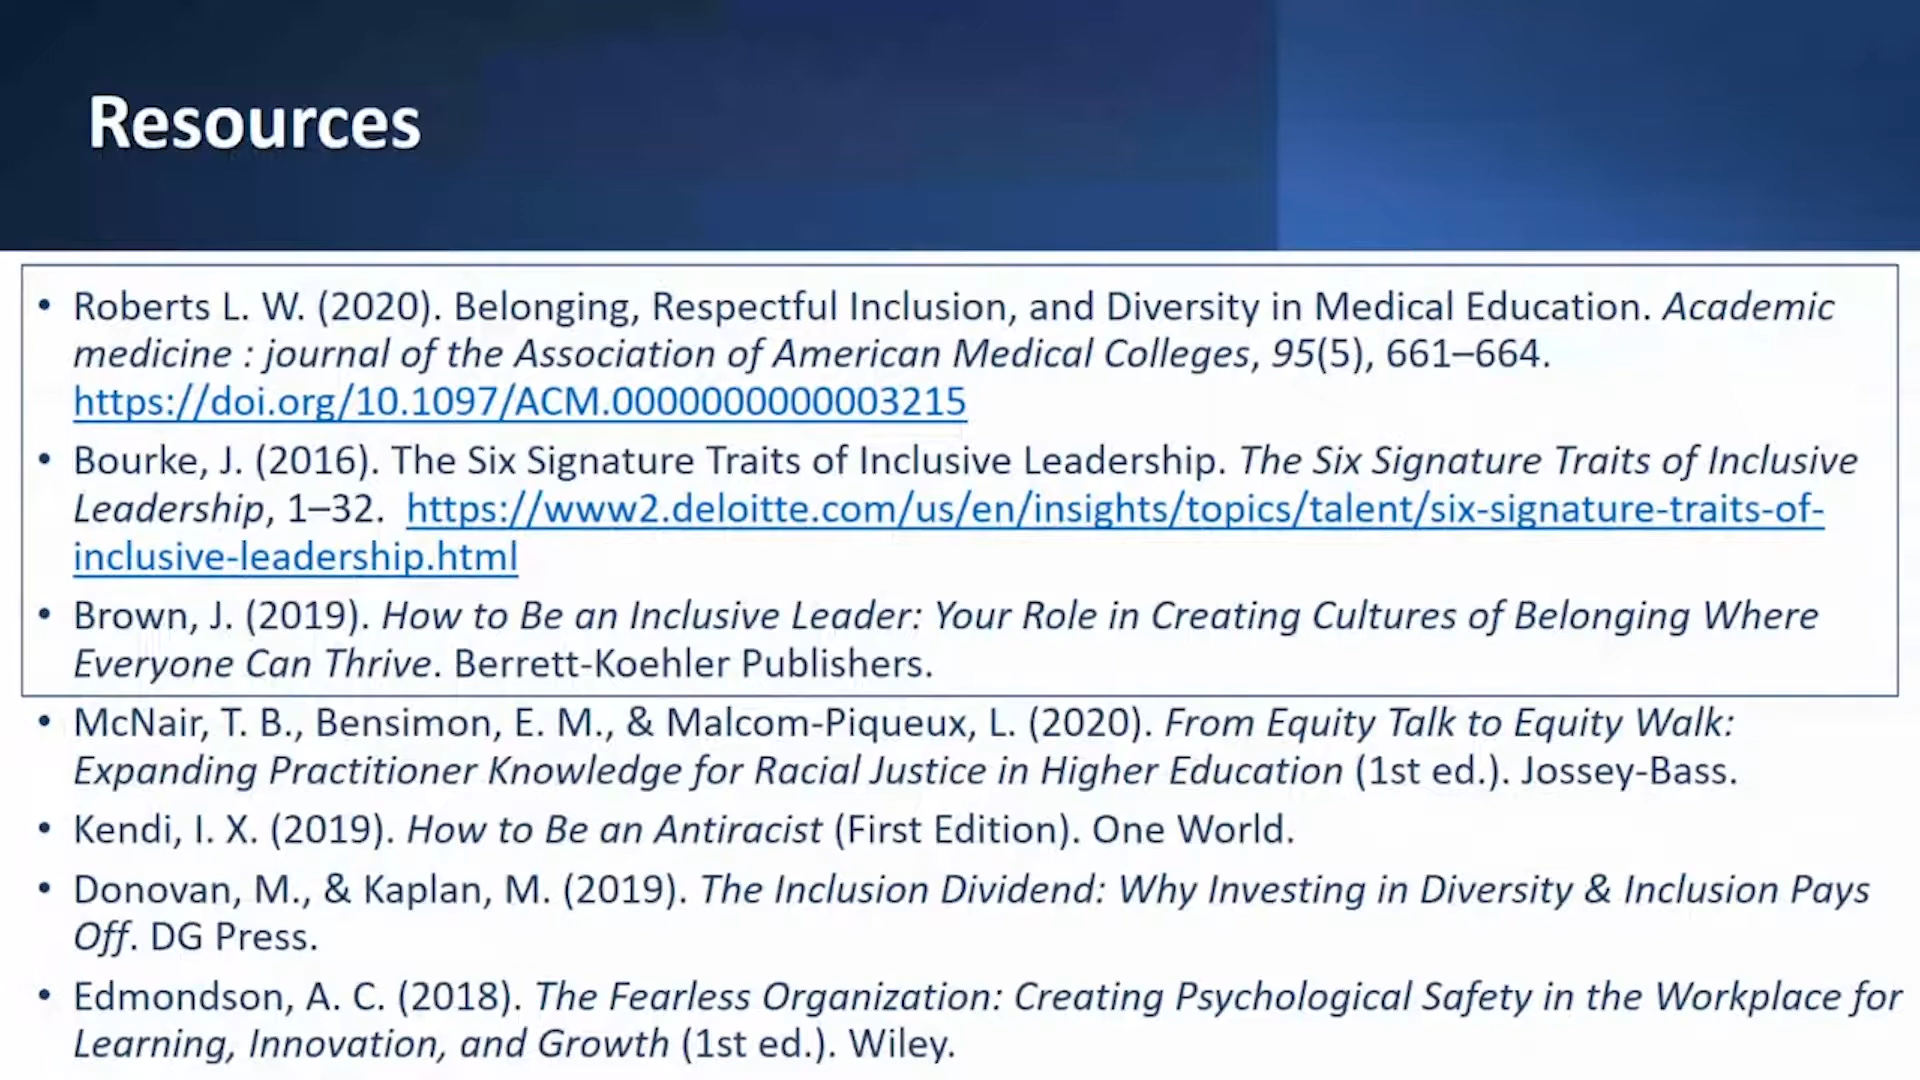 Resources
• Roberts L. W. (2020). Belonging, Respectful Inclusion, and Diversity in Medical Education. Academic
medicine : journal of the Association of American Medical Colleges, 95(5), 661–664.
https://doi.org/10.1097/ACM.0000000000003215
• Bourke, J. (2016). The Six Signature Traits of Inclusive Leadership. The Six Signature Traits of Inclusive
Leadership, 1–32. https://www2.deloitte.com/us/en/insights/topics/talent/six-signature-traits-of-
inclusive-leadership.html
• Brown, J. (2019). How to Be an Inclusive Leader: Your Role in Creating Cultures of Belonging Where
Everyone Can Thrive. Berrett-Koehler Publishers.
• McNair, T. B., Bensimon, E. M., & Malcom-Piqueux, L. (2020). From Equity Talk to Equity Walk:
Expanding Practitioner Knowledge for Racial Justice in Higher Education (1st ed.). Jossey-Bass.
• Kendi, I. X. (2019). How to Be an Antiracist (First Edition). One World.
• Donovan, M., & Kaplan, M. (2019). The Inclusion Dividend: Why Investing in Diversity & Inclusion Pays
Off. DG Press.
• Edmondson, A. C. (2018). The Fearless Organization: Creating Psychological Safety in the Workplace for
Learning, Innovation, and Growth (1st ed.). Wiley.